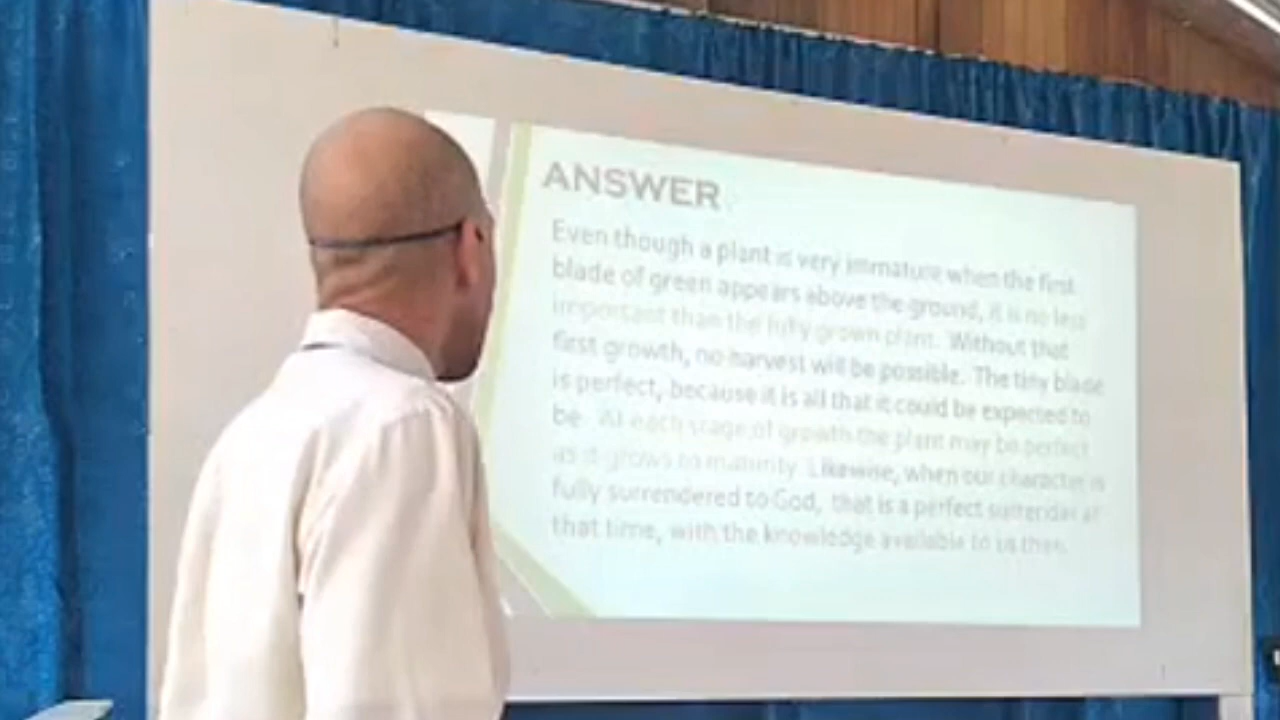 ANSWER
Even though a plant is very immature when the first
blade of green appears above the ground, it is no less
important than the fully grown plant. Without that
first growth, no harvest will be possible. The tiny blade
is perfect, because it is all that it could be expected to
be. At each stage of growth the plant may be perfect
as it grows to maturity. Likewise, when our character is
fully surrendered to God, that is a perfect surrender at
that time, with the knowledge available to us then.